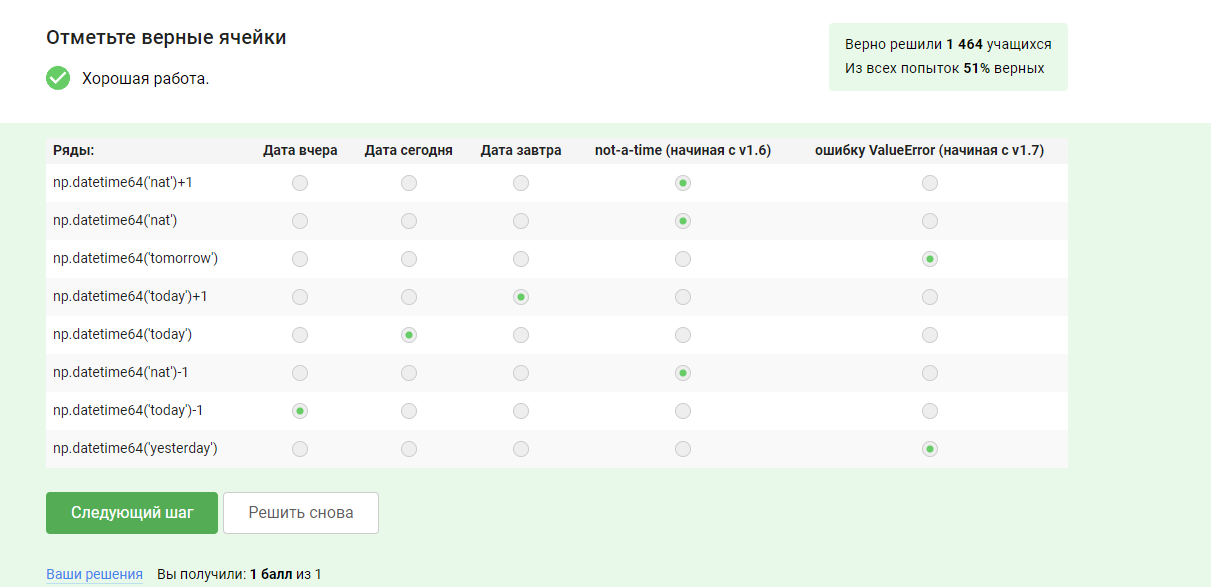 Отметьте верные ячейки
Хорошая работа.
Верно решили 1 464 учащихся
Из всех попыток 51% верных
Ряды: Дата вчера Дата сегодня Дата завтра not-a-time (начиная с v1.6) ошибку ValueError (начиная с v1.7)
np.datetime64('nat')+1
np.datetime64('nat')
np.datetime64('tomorrow')
np.datetime64('today')+1
np.datetime64('today')
np.datetime64('nat')-1
np.datetime64('today')-1
np.datetime64('yesterday')
Следующий шаг Решить снова
Ваши решения Вы получили: 1 балл из 1